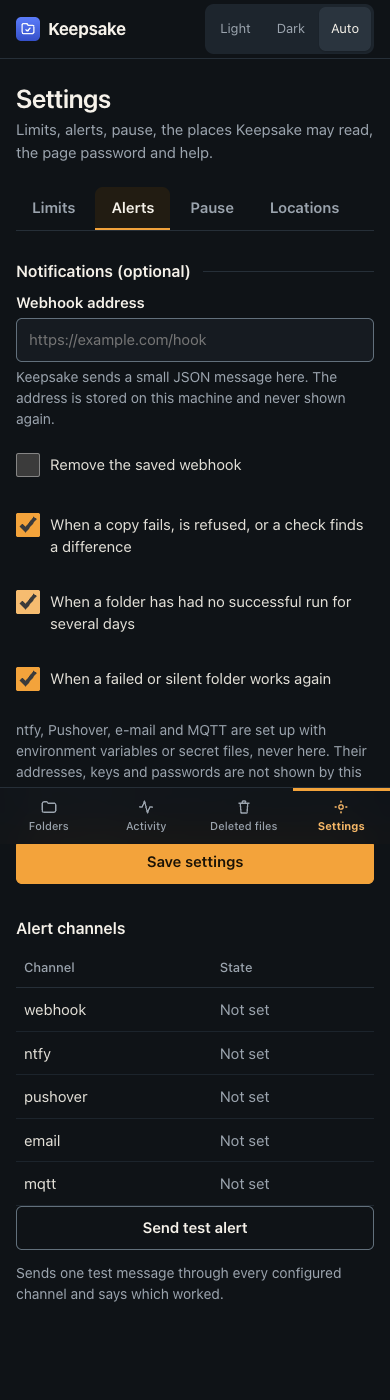 Keepsake
Light Dark Auto
Settings
Limits, alerts, pause, the places Keepsake may read,
the page password and help.
Limits Alerts Pause Locations
Notifications (optional)
Webhook address
https://example.com/hook
Keepsake sends a small JSON message here. The
address is stored on this machine and never shown
again.
Remove the saved webhook
When a copy fails, is refused, or a check finds
a difference
When a folder has had no successful run for
several days
When a failed or silent folder works again
ntfy, Pushover, e-mail and MQTT are set up with
environment variables or secret files, never here. Their
addresses, keys and passwords are not shown by this
Folders Activity Deleted files Settings
Save settings
Alert channels
Channel State
webhook Not set
ntfy Not set
pushover Not set
email Not set
mqtt Not set
Send test alert
Sends one test message through every configured
channel and says which worked.